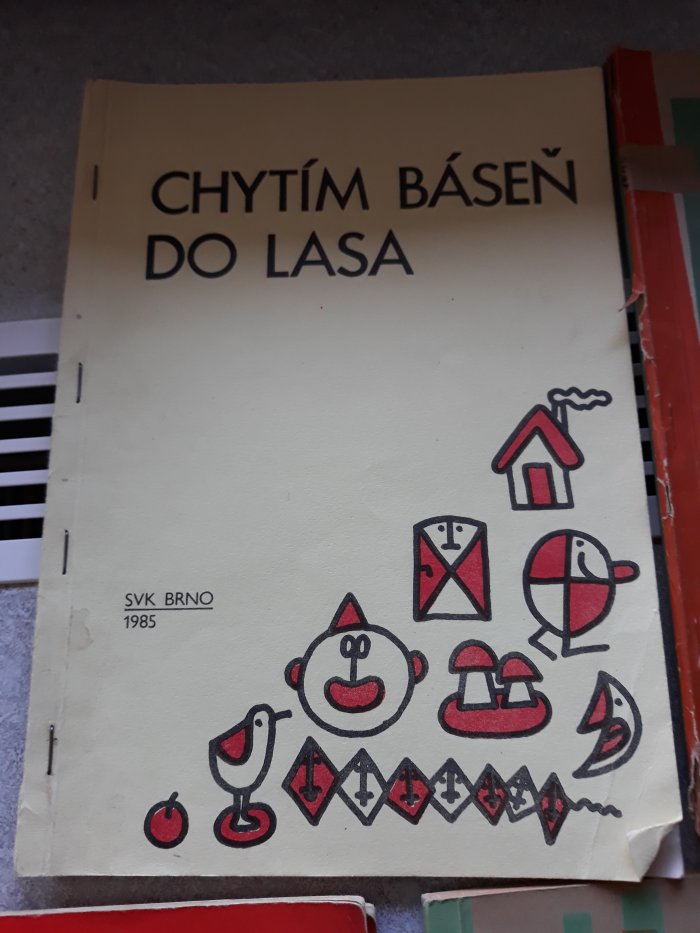 CHYTÍM BÁSEŇ
DO LASA
SVK BRNO
1985